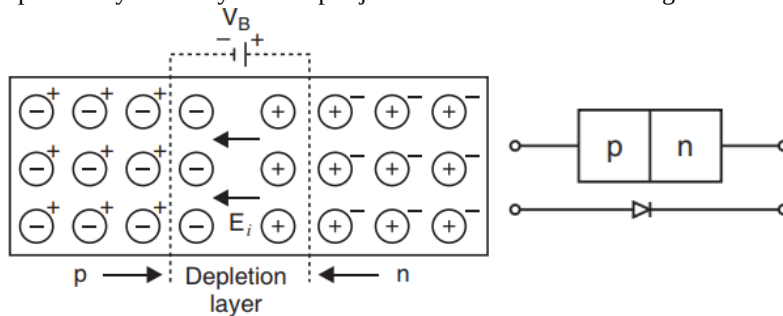 V_B
− +
− + − + − + − + + − + − + −
− + − + − + − + + − + − + −
− + − + − + − + + − + − + −
E_i
p Depletion n
layer
p n